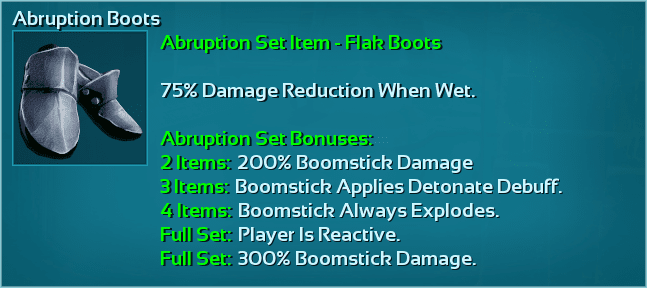 Abruption Boots
Abruption Set Item - Flak Boots
75% Damage Reduction When Wet.
Abruption Set Bonuses:
2 Items: 200% Boomstick Damage
3 Items: Boomstick Applies Detonate Debuff.
4 Items: Boomstick Always Explodes.
Full Set: Player Is Reactive.
Full Set: 300% Boomstick Damage.